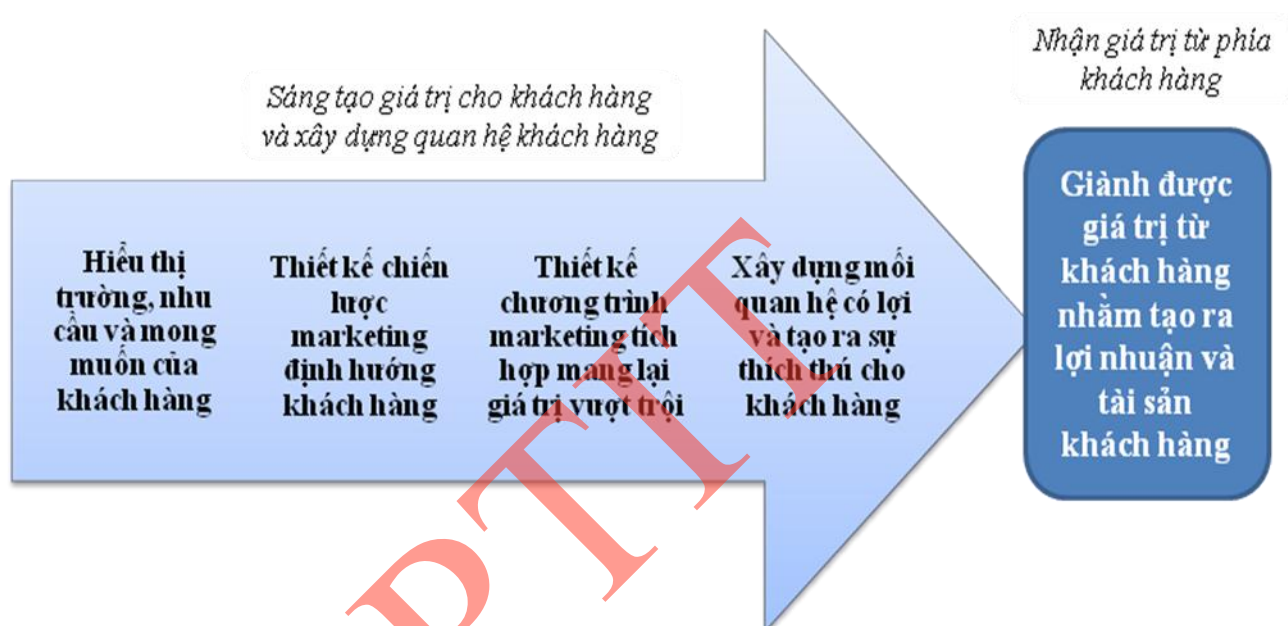 Sáng tạo giá trị cho khách hàng
và xây dựng quan hệ khách hàng
Nhận giá trị từ phía
khách hàng
Hiểu thị
trường, nhu
cầu và mong
muốn của
khách hàng
Thiết kế chiến
lược
marketing
định hướng
khách hàng
Thiết kế
chương trình
marketing tích
hợp mang lại
giá trị vượt trội
Xây dựng mối
quan hệ có lợi
và tạo ra sự
thích thú cho
khách hàng
Giành được
giá trị từ
khách hàng
nhằm tạo ra
lợi nhuận và
tài sản
khách hàng
PTIT